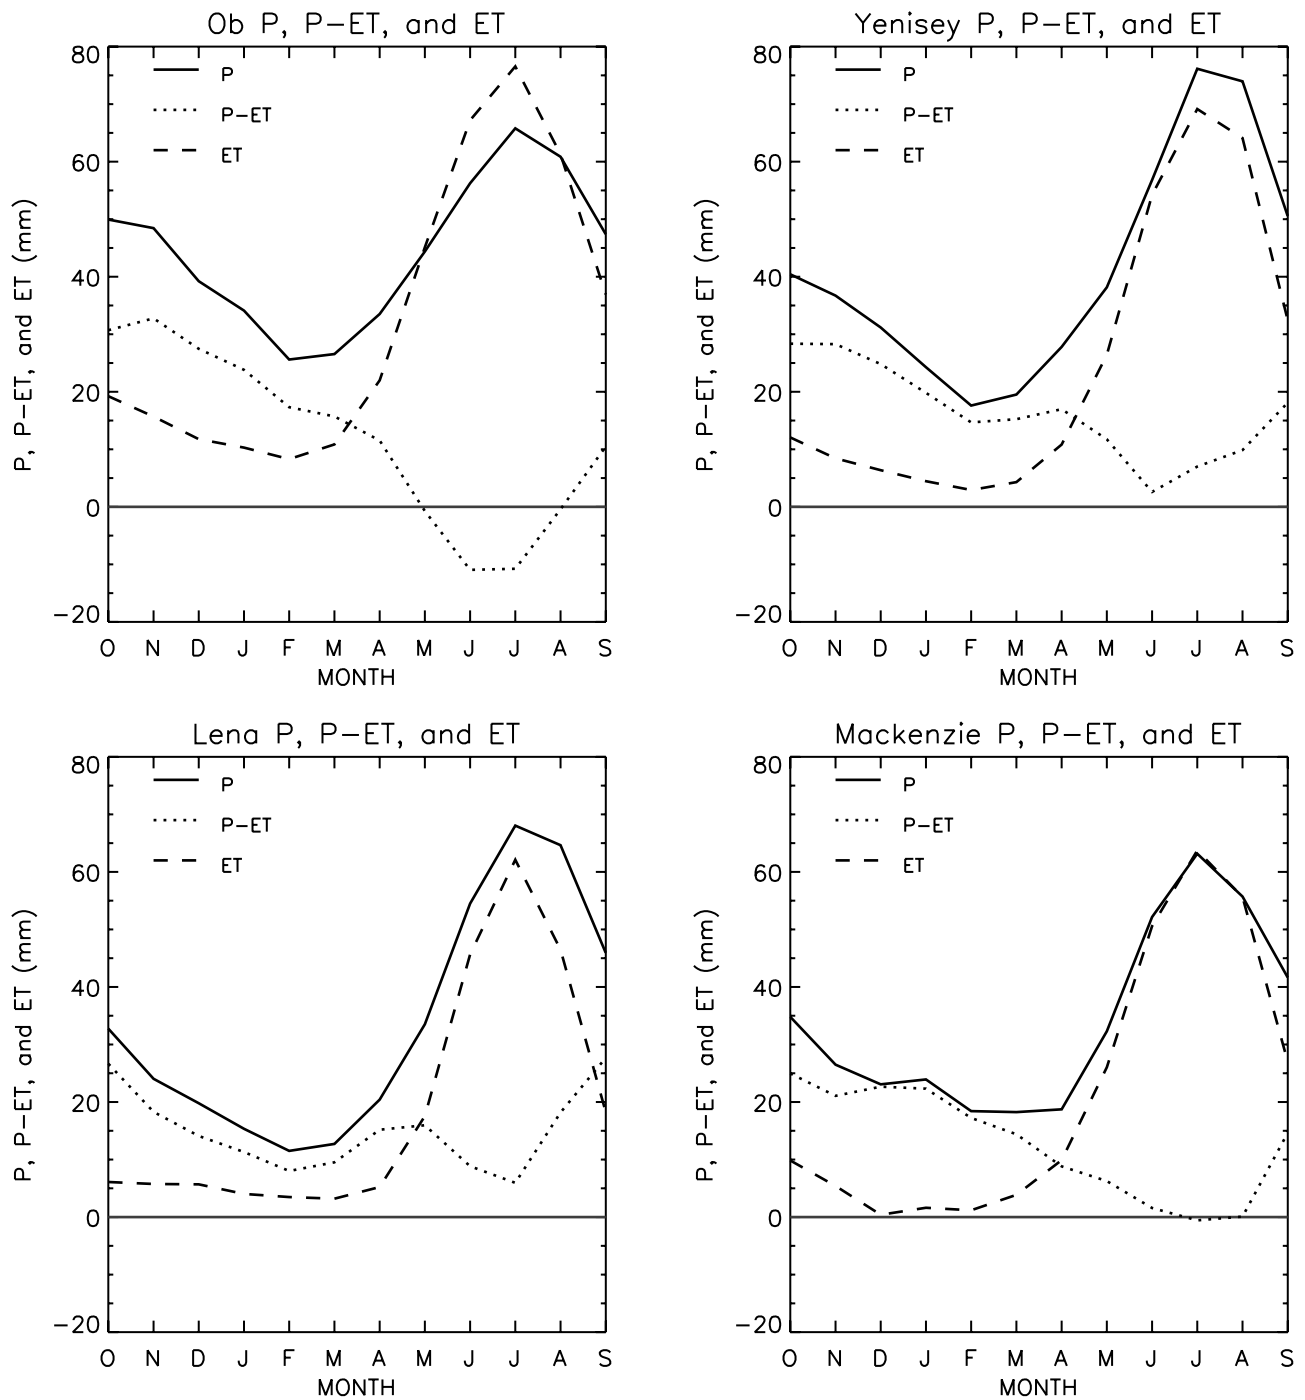 Ob P, P-ET, and ET
P
P-ET
ET
80
60
40
20
0
-20
P, P-ET, and ET (mm)
O N D J F M A M J J A S
MONTH
Yenisey P, P-ET, and ET
P
P-ET
ET
80
60
40
20
0
-20
P, P-ET, and ET (mm)
O N D J F M A M J J A S
MONTH
Lena P, P-ET, and ET
P
P-ET
ET
80
60
40
20
0
-20
P, P-ET, and ET (mm)
O N D J F M A M J J A S
MONTH
Mackenzie P, P-ET, and ET
P
P-ET
ET
80
60
40
20
0
-20
P, P-ET, and ET (mm)
O N D J F M A M J J A S
MONTH